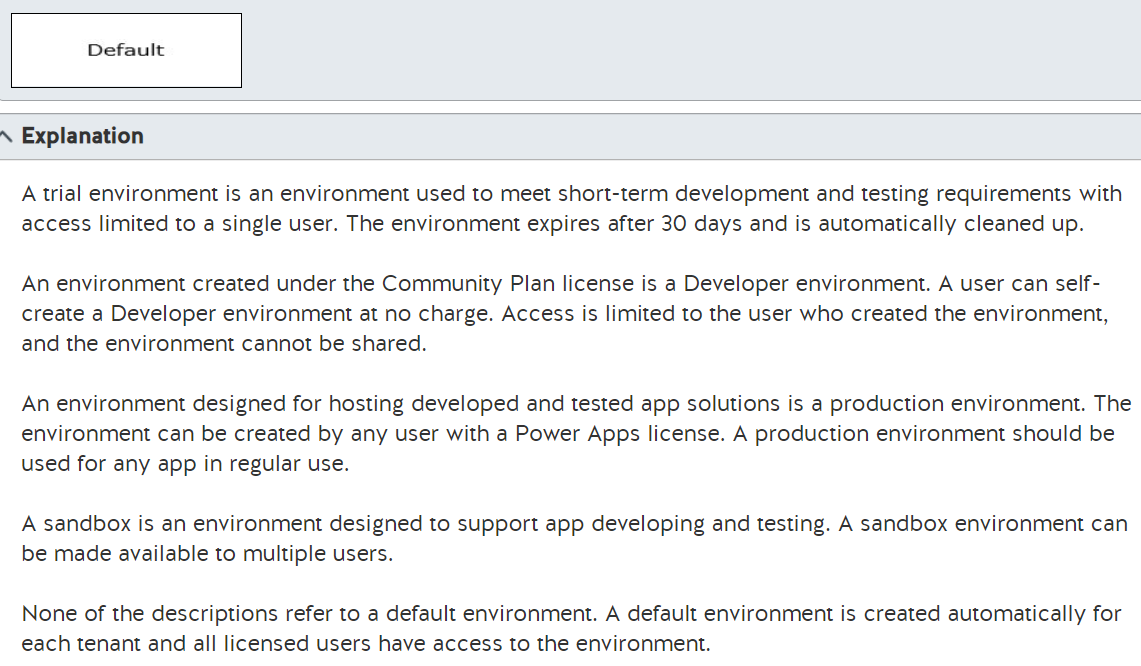 Default
Explanation
A trial environment is an environment used to meet short-term development and testing requirements with
access limited to a single user. The environment expires after 30 days and is automatically cleaned up.
An environment created under the Community Plan license is a Developer environment. A user can self-
create a Developer environment at no charge. Access is limited to the user who created the environment,
and the environment cannot be shared.
An environment designed for hosting developed and tested app solutions is a production environment. The
environment can be created by any user with a Power Apps license. A production environment should be
used for any app in regular use.
A sandbox is an environment designed to support app developing and testing. A sandbox environment can
be made available to multiple users.
None of the descriptions refer to a default environment. A default environment is created automatically for
each tenant and all licensed users have access to the environment.